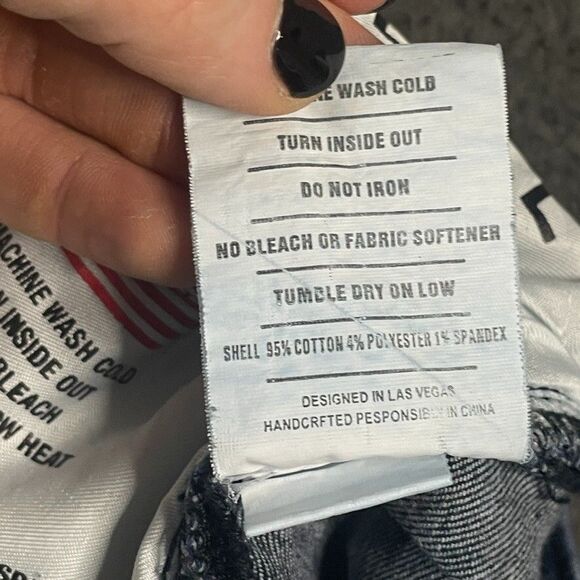 WASH COLD
TURN INSIDE OUT
DO NOT IRON
NO BLEACH OR FABRIC SOFTENER
TUMBLE DRY ON LOW
SHELL 95% COTTON 4% POLYESTER 1% SPANDEX
DESIGNED IN LAS VEGAS
HANDCRFTED RESPONSIBLY IN CHINA
MACHINE WASH COLD
INSIDE OUT
BLEACH
HEAT